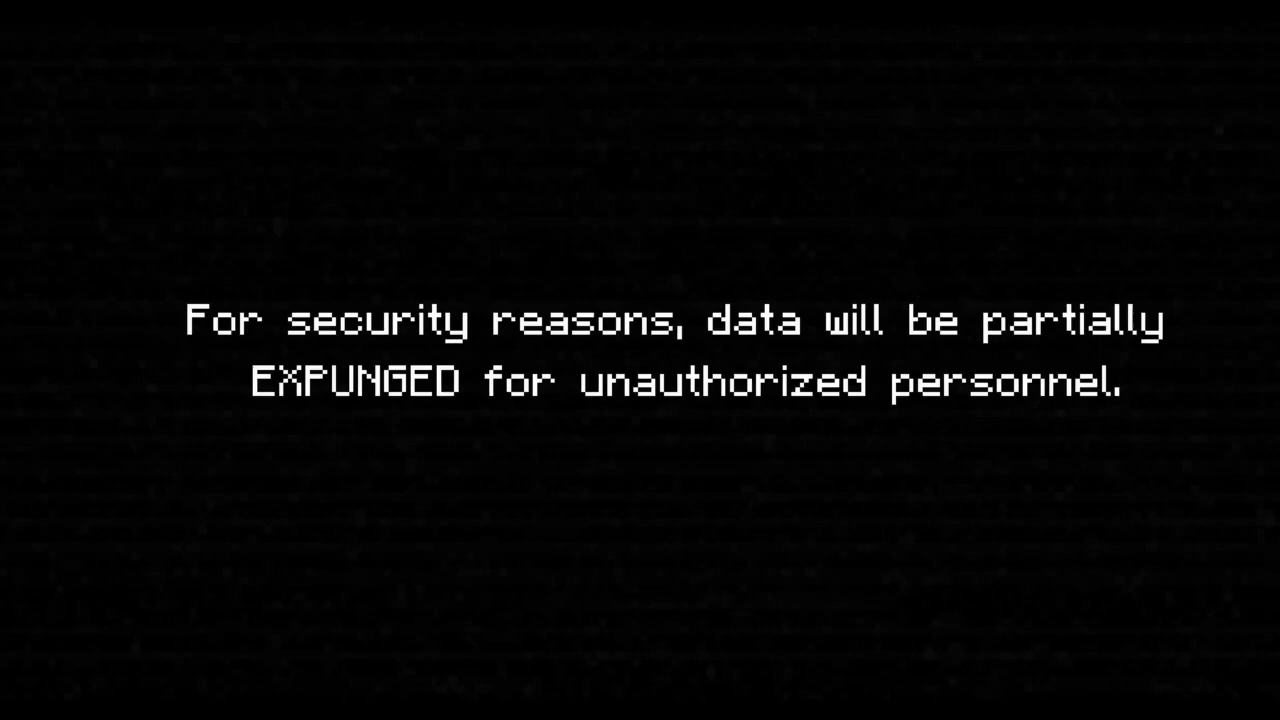 For security reasons, data will be partially
EXPUNGED for unauthorized personnel.